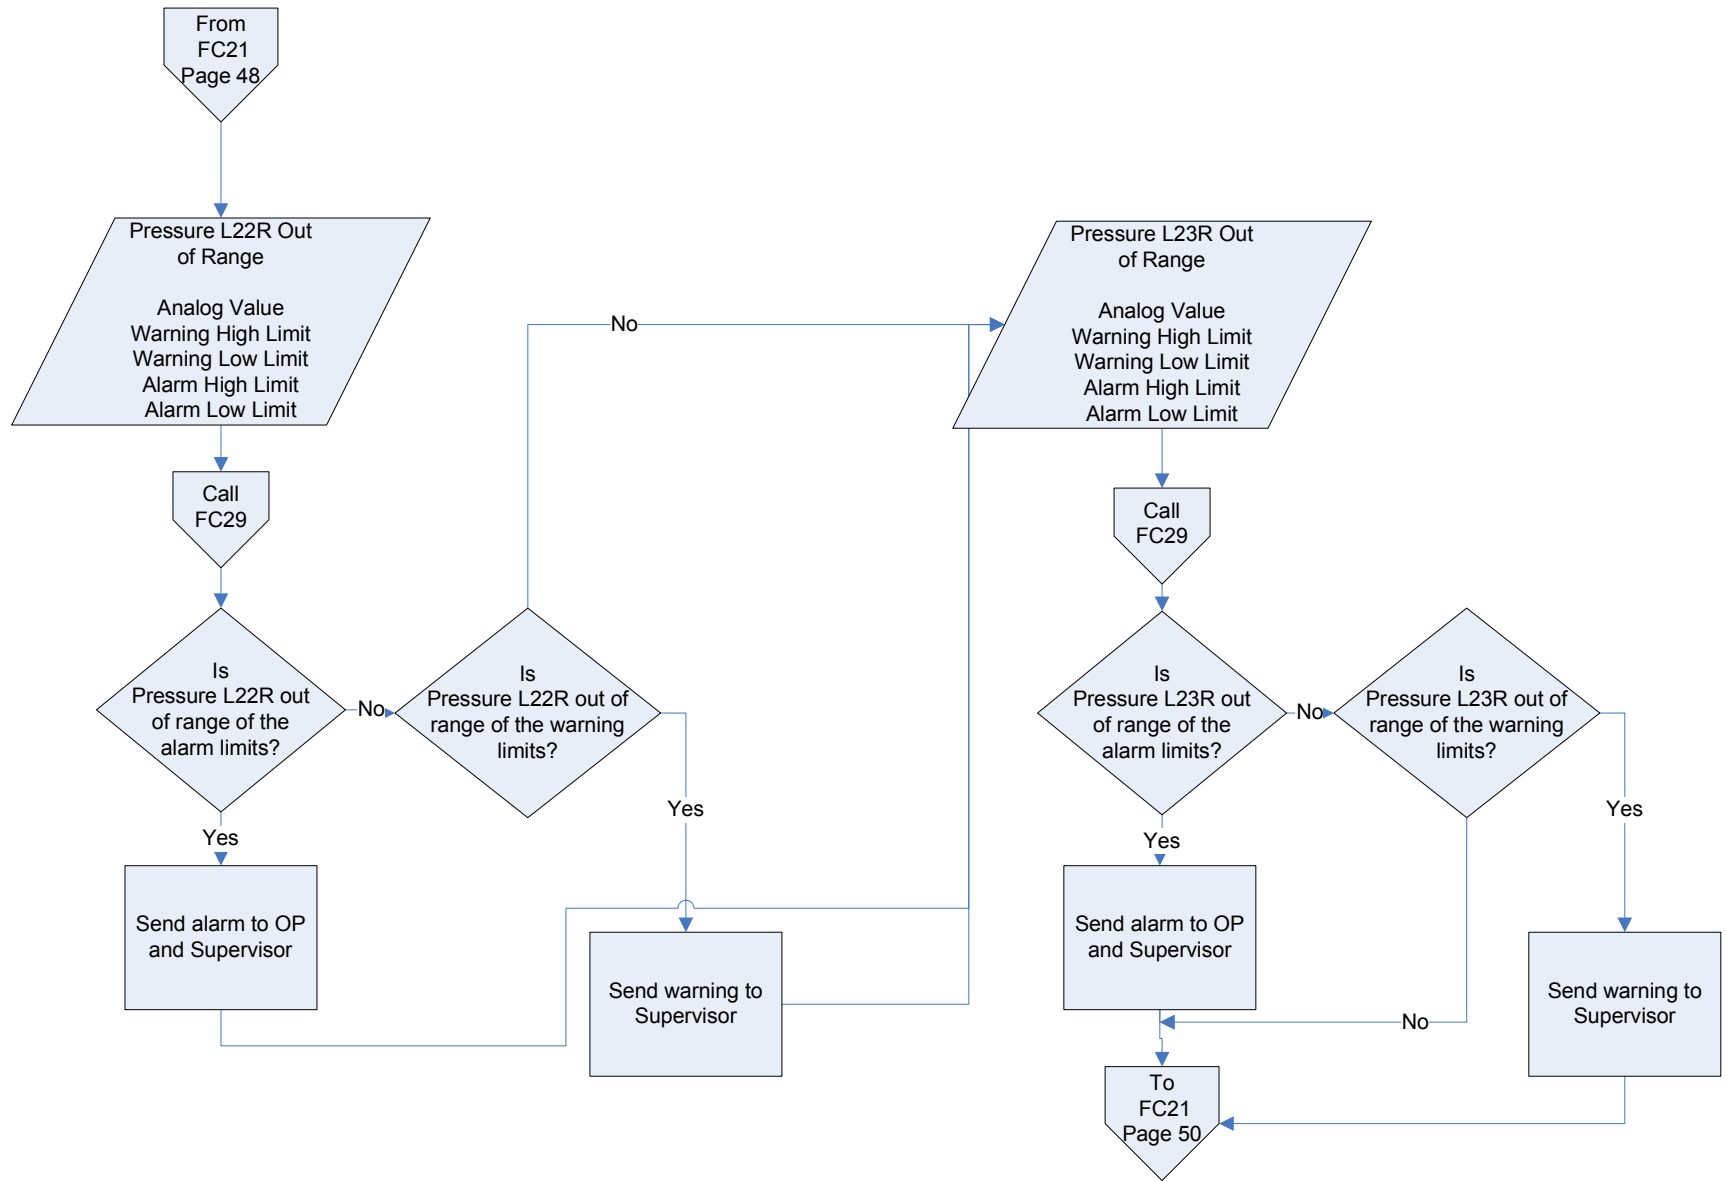 From
FC21
Page 48
Pressure L22R Out
of Range
Analog Value
Warning High Limit
Warning Low Limit
Alarm High Limit
Alarm Low Limit
Call
FC29
Is
Pressure L22R out
of range of the
alarm limits?
No
Is
Pressure L22R out of
range of the warning
limits?
No
Yes
Yes
Send alarm to OP
and Supervisor
Send warning to
Supervisor
Pressure L23R Out
of Range
Analog Value
Warning High Limit
Warning Low Limit
Alarm High Limit
Alarm Low Limit
Call
FC29
Is
Pressure L23R out
of range of the
alarm limits?
No
Is
Pressure L23R out of
range of the warning
limits?
Yes
Yes
Send alarm to OP
and Supervisor
Send warning to
Supervisor
No
To
FC21
Page 50